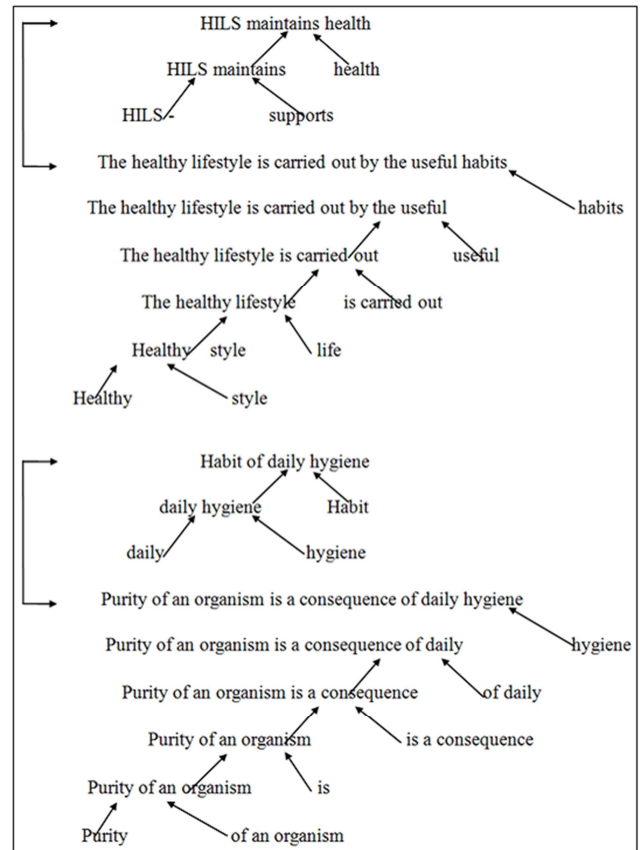 HILS maintains health
HILS maintains health
HILS - supports
The healthy lifestyle is carried out by the useful habits
The healthy lifestyle is carried out by the useful habits
The healthy lifestyle is carried out useful
The healthy lifestyle is carried out
Healthy style life
Healthy style
Habit of daily hygiene
daily hygiene Habit
daily hygiene
Purity of an organism is a consequence of daily hygiene
Purity of an organism is a consequence of daily hygiene
Purity of an organism is a consequence of daily
Purity of an organism is a consequence
Purity of an organism is
Purity of an organism